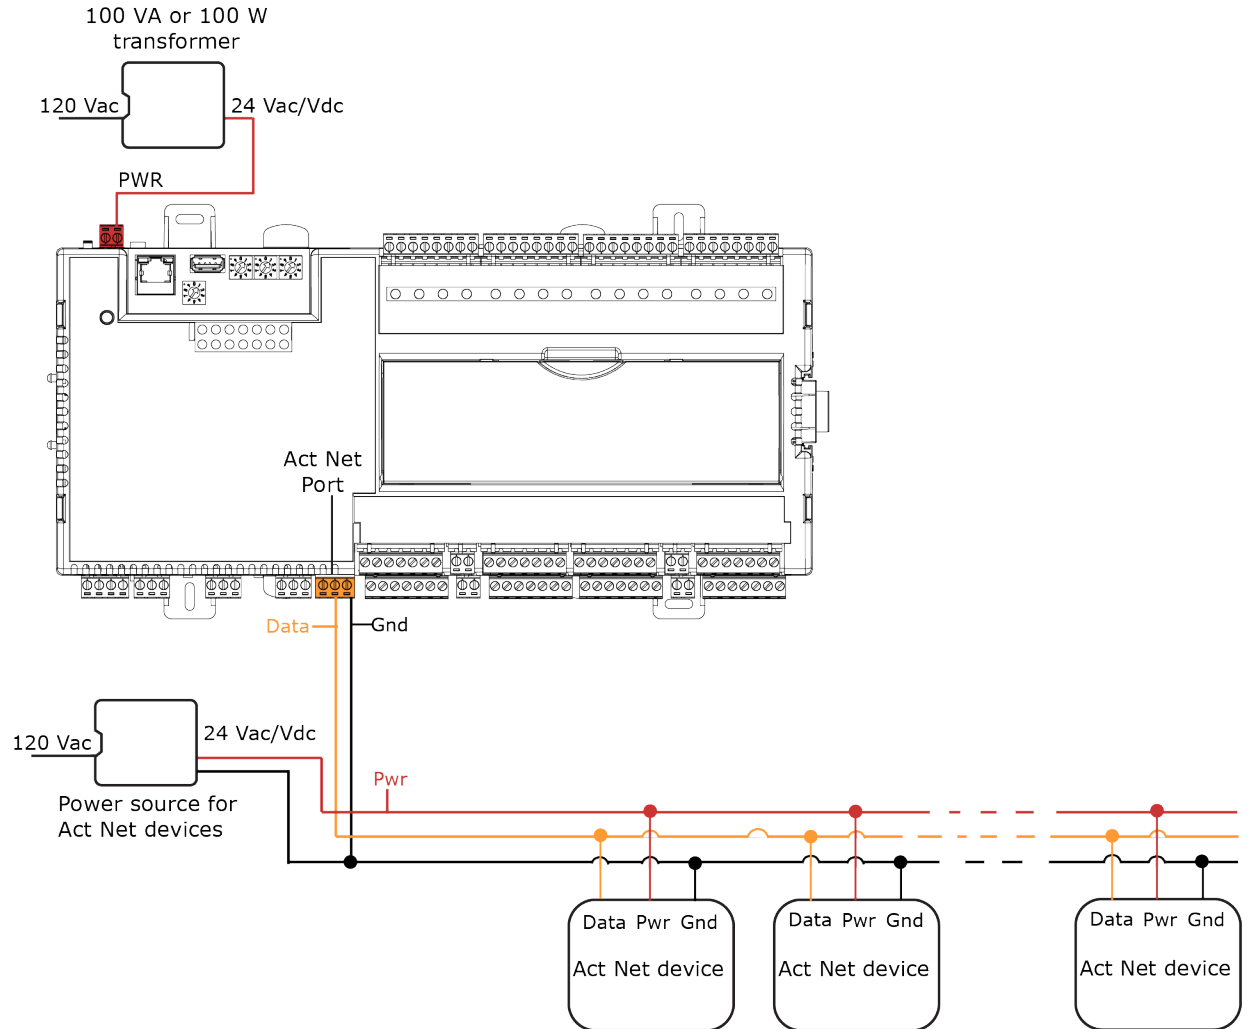 100 VA or 100 W
transformer
120 Vac
24 Vac/Vdc
PWR
Act Net
Port
Data
Gnd
120 Vac
24 Vac/Vdc
Power source for
Act Net devices
Pwr
Data Pwr Gnd
Act Net device
Data Pwr Gnd
Act Net device
Data Pwr Gnd
Act Net device